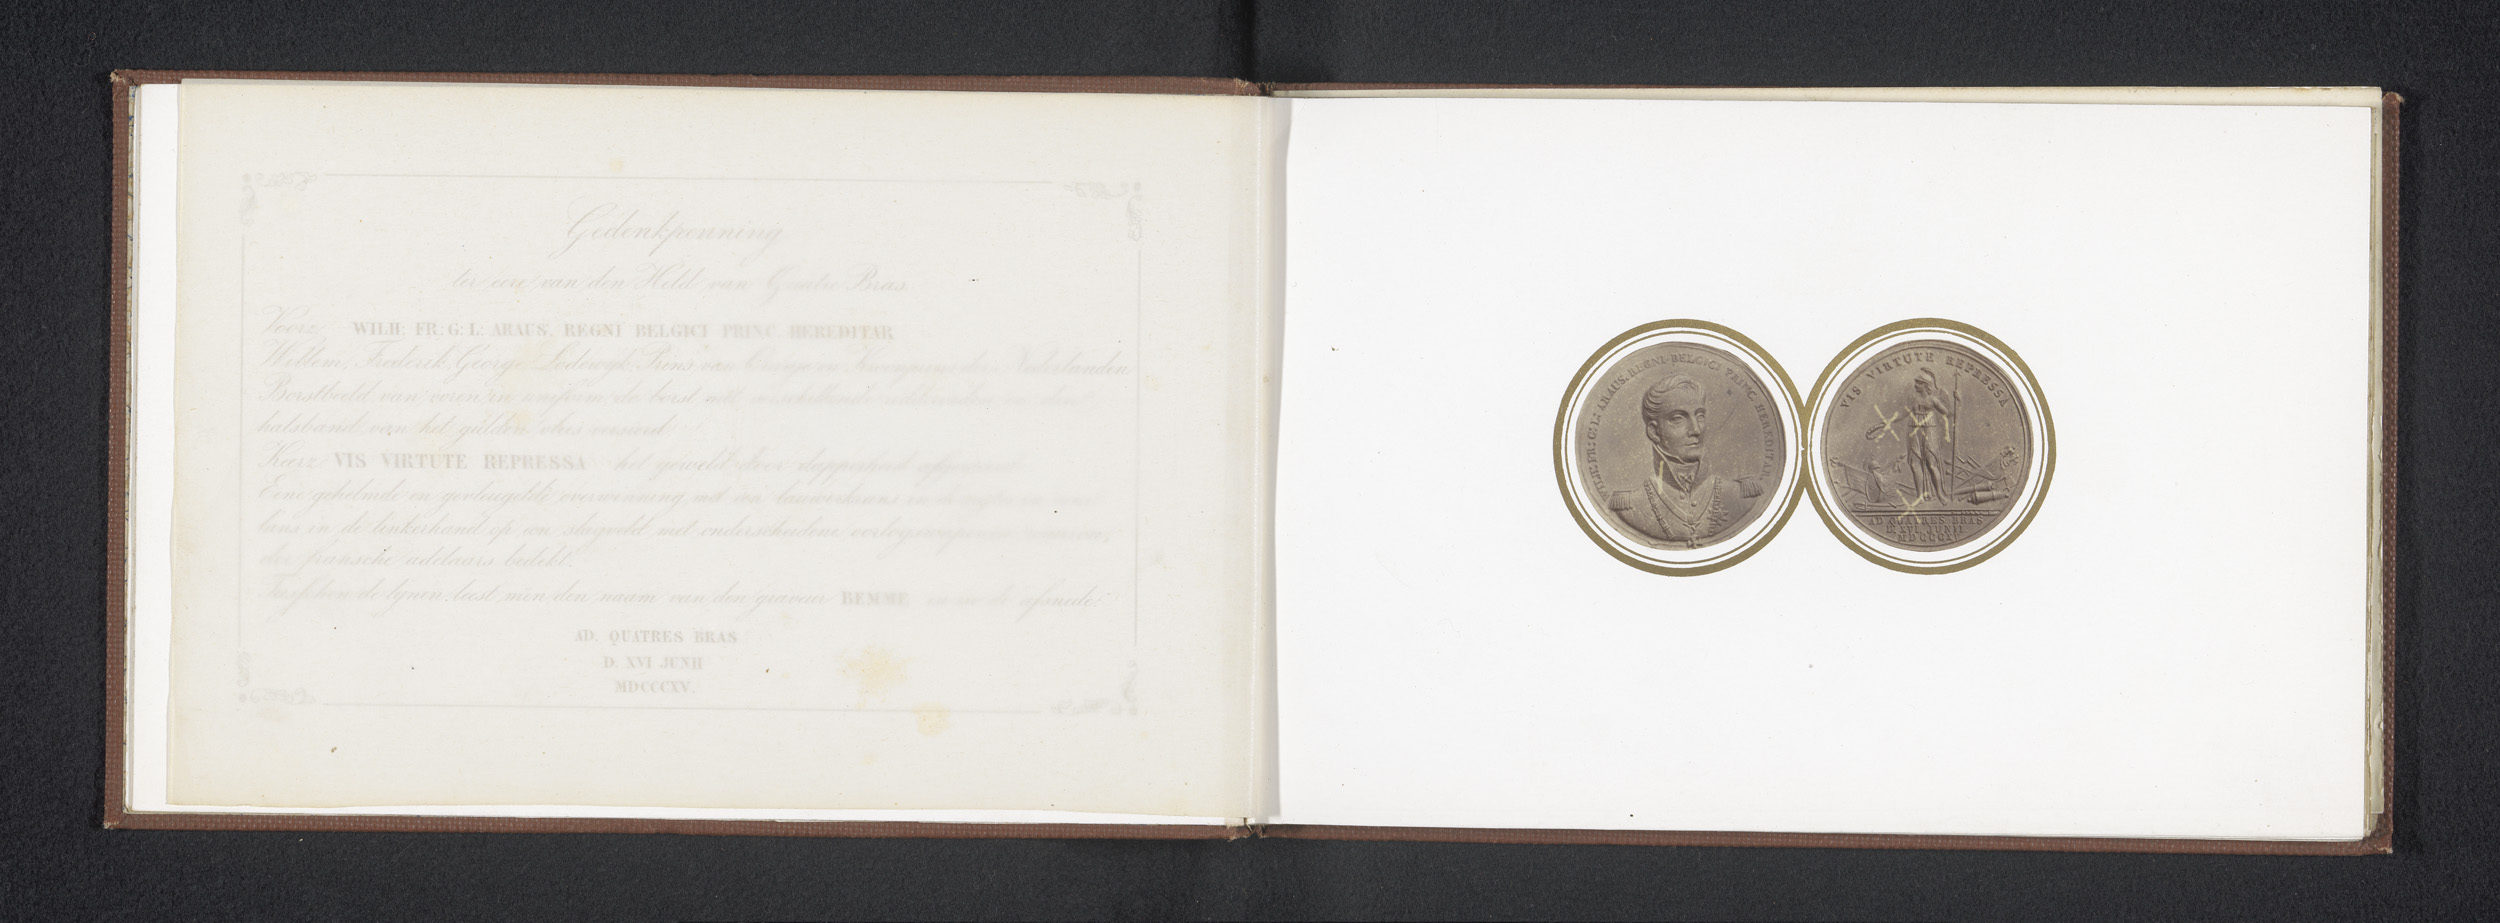 Gedenkpenning
ter eere van den Held van Quatre Bras
Voorz: WILH: FR: G: L: ARAUS. REGNI BELGICI PRINC HEREDITAR
Willem, Frederik, George, Lodewijk Prins van Oranje en Kroonprins der Nederlanden
Borstbeeld van voren in uniform, de borst met
halsband van het gulden vlies versierd
Keerz: VIS VIRTUTE REPRESSA het geweld door dapperheid
Eene gehelmde en gevleugelde overwinning met een lauwerkrans in de
lans in de linkerhand op een slagveld met onderscheidene
der fransche adelaars bedekt.
Tusschen de lynen leest men den naam van den graveur BEMME en in de afsnede:
AD. QUATRES BRAS
D. XVI JUNII
MDCCCXV.
WILH: FR: G: L: ARAUS. REGNI BELGICI PRINC HEREDITAR
VIS VIRTUTE REPRESSA
AD QUATRES BRAS
D. XVI JUNII
MDCCCXV